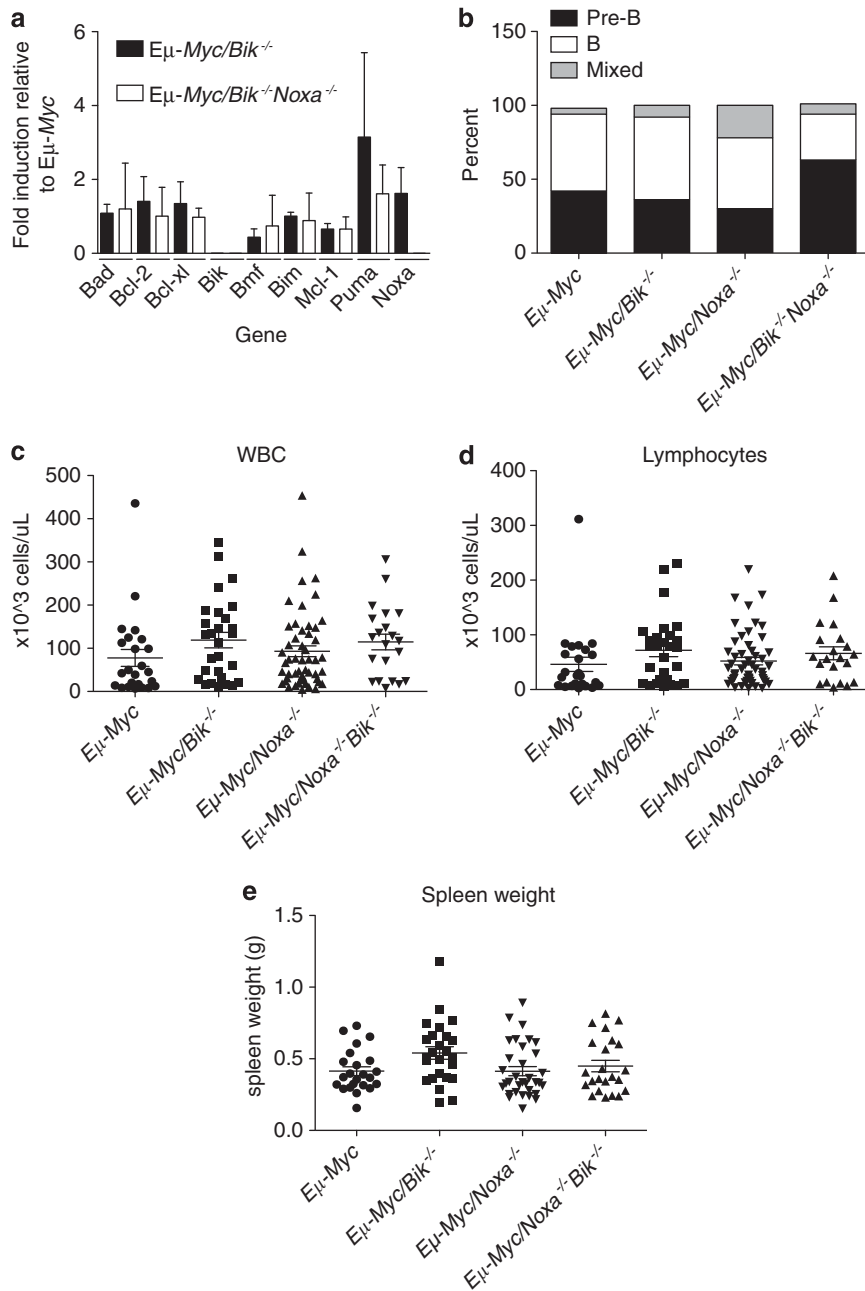 a
6
4
2
0
Fold induction relative
to Eμ-Myc
Eμ-Myc/Bik-/-
Eμ-Myc/Bik-/-Noxa-/-
Bad
Bcl-2
Bcl-xl
Bik
Bmf
Bim
Mcl-1
Puma
Noxa
Gene
b
150
100
50
0
Percent
Pre-B
B
Mixed
Eμ-Myc
Eμ-Myc/Bik-/-
Eμ-Myc/Noxa-/-
Eμ-Myc/Bik-/-Noxa-/-
c
WBC
500
400
300
200
100
0
x10^3 cells/uL
Eμ-Myc
Eμ-Myc/Bik-/-
Eμ-Myc/Noxa-/-
Eμ-Myc/Noxa-/-Bik-/-
d
Lymphocytes
400
300
200
100
0
x10^3 cells/uL
Eμ-Myc
Eμ-Myc/Bik-/-
Eμ-Myc/Noxa-/-
Eμ-Myc/Noxa-/-Bik-/-
e
Spleen weight
1.5
1.0
0.5
0.0
spleen weight (g)
Eμ-Myc
Eμ-Myc/Bik-/-
Eμ-Myc/Noxa-/-
Eμ-Myc/Noxa-/-Bik-/-